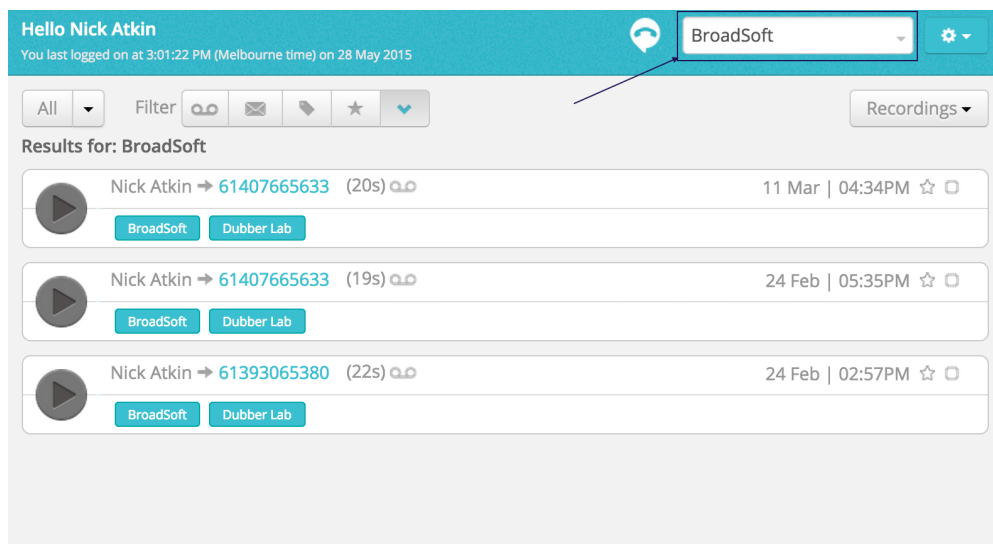 Hello Nick Atkin
You last logged on at 3:01:22 PM (Melbourne time) on 28 May 2015
BroadSoft
All Filter Recordings
Results for: BroadSoft
Nick Atkin 61407665633 (20s) 11 Mar | 04:34PM
BroadSoft Dubber Lab
Nick Atkin 61407665633 (19s) 24 Feb | 05:35PM
BroadSoft Dubber Lab
Nick Atkin 61393065380 (22s) 24 Feb | 02:57PM
BroadSoft Dubber Lab